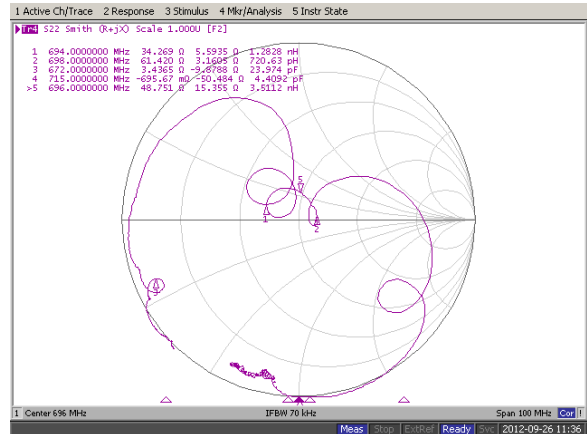 1 Active Ch/Trace 2 Response 3 Stimulus 4 Mkr/Analysis 5 Instr State
Tr4 S22 Smith (R+jX) Scale 1.000U [F2]
1 694.0000000 MHz 34.269 Ω 5.5935 Ω 1.2828 nH
2 698.0000000 MHz 61.420 Ω 3.1605 Ω 720.63 pH
3 672.0000000 MHz 3.4365 Ω -9.8788 Ω 23.974 pF
4 715.0000000 MHz -695.67 mΩ -50.484 Ω 4.4092 pF
>5 696.0000000 MHz 48.751 Ω 15.355 Ω 3.5112 nH
5
1
2
3
1 Center 696 MHz IFBW 70 kHz Span 100 MHz Cor !
Meas Stop ExtRef Ready Svc 2012-09-26 11:36